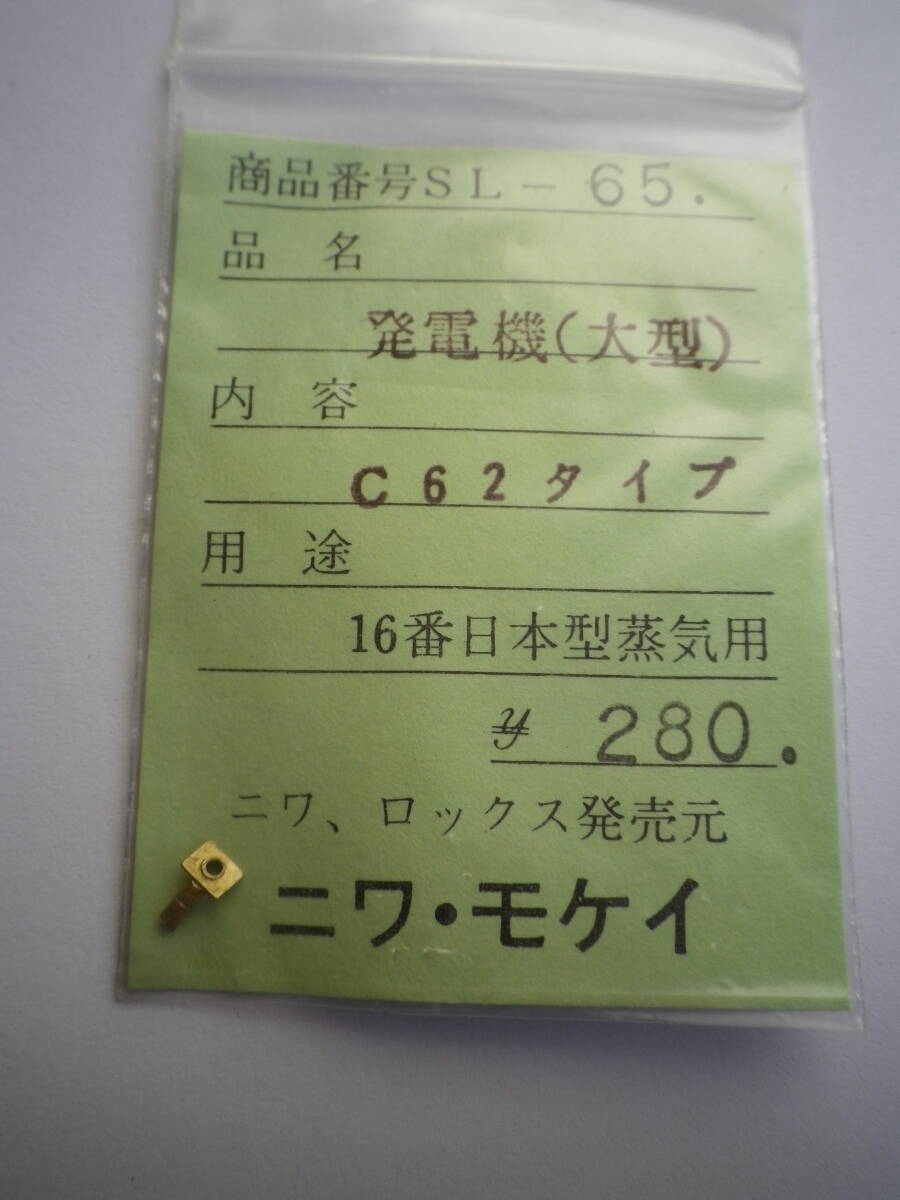 商品番号SL-65.
品名
発電機(大型)
内容
C62タイプ
用途
16番日本型蒸気用
¥280.
ニワ、ロックス発売元
ニワ・モケイ